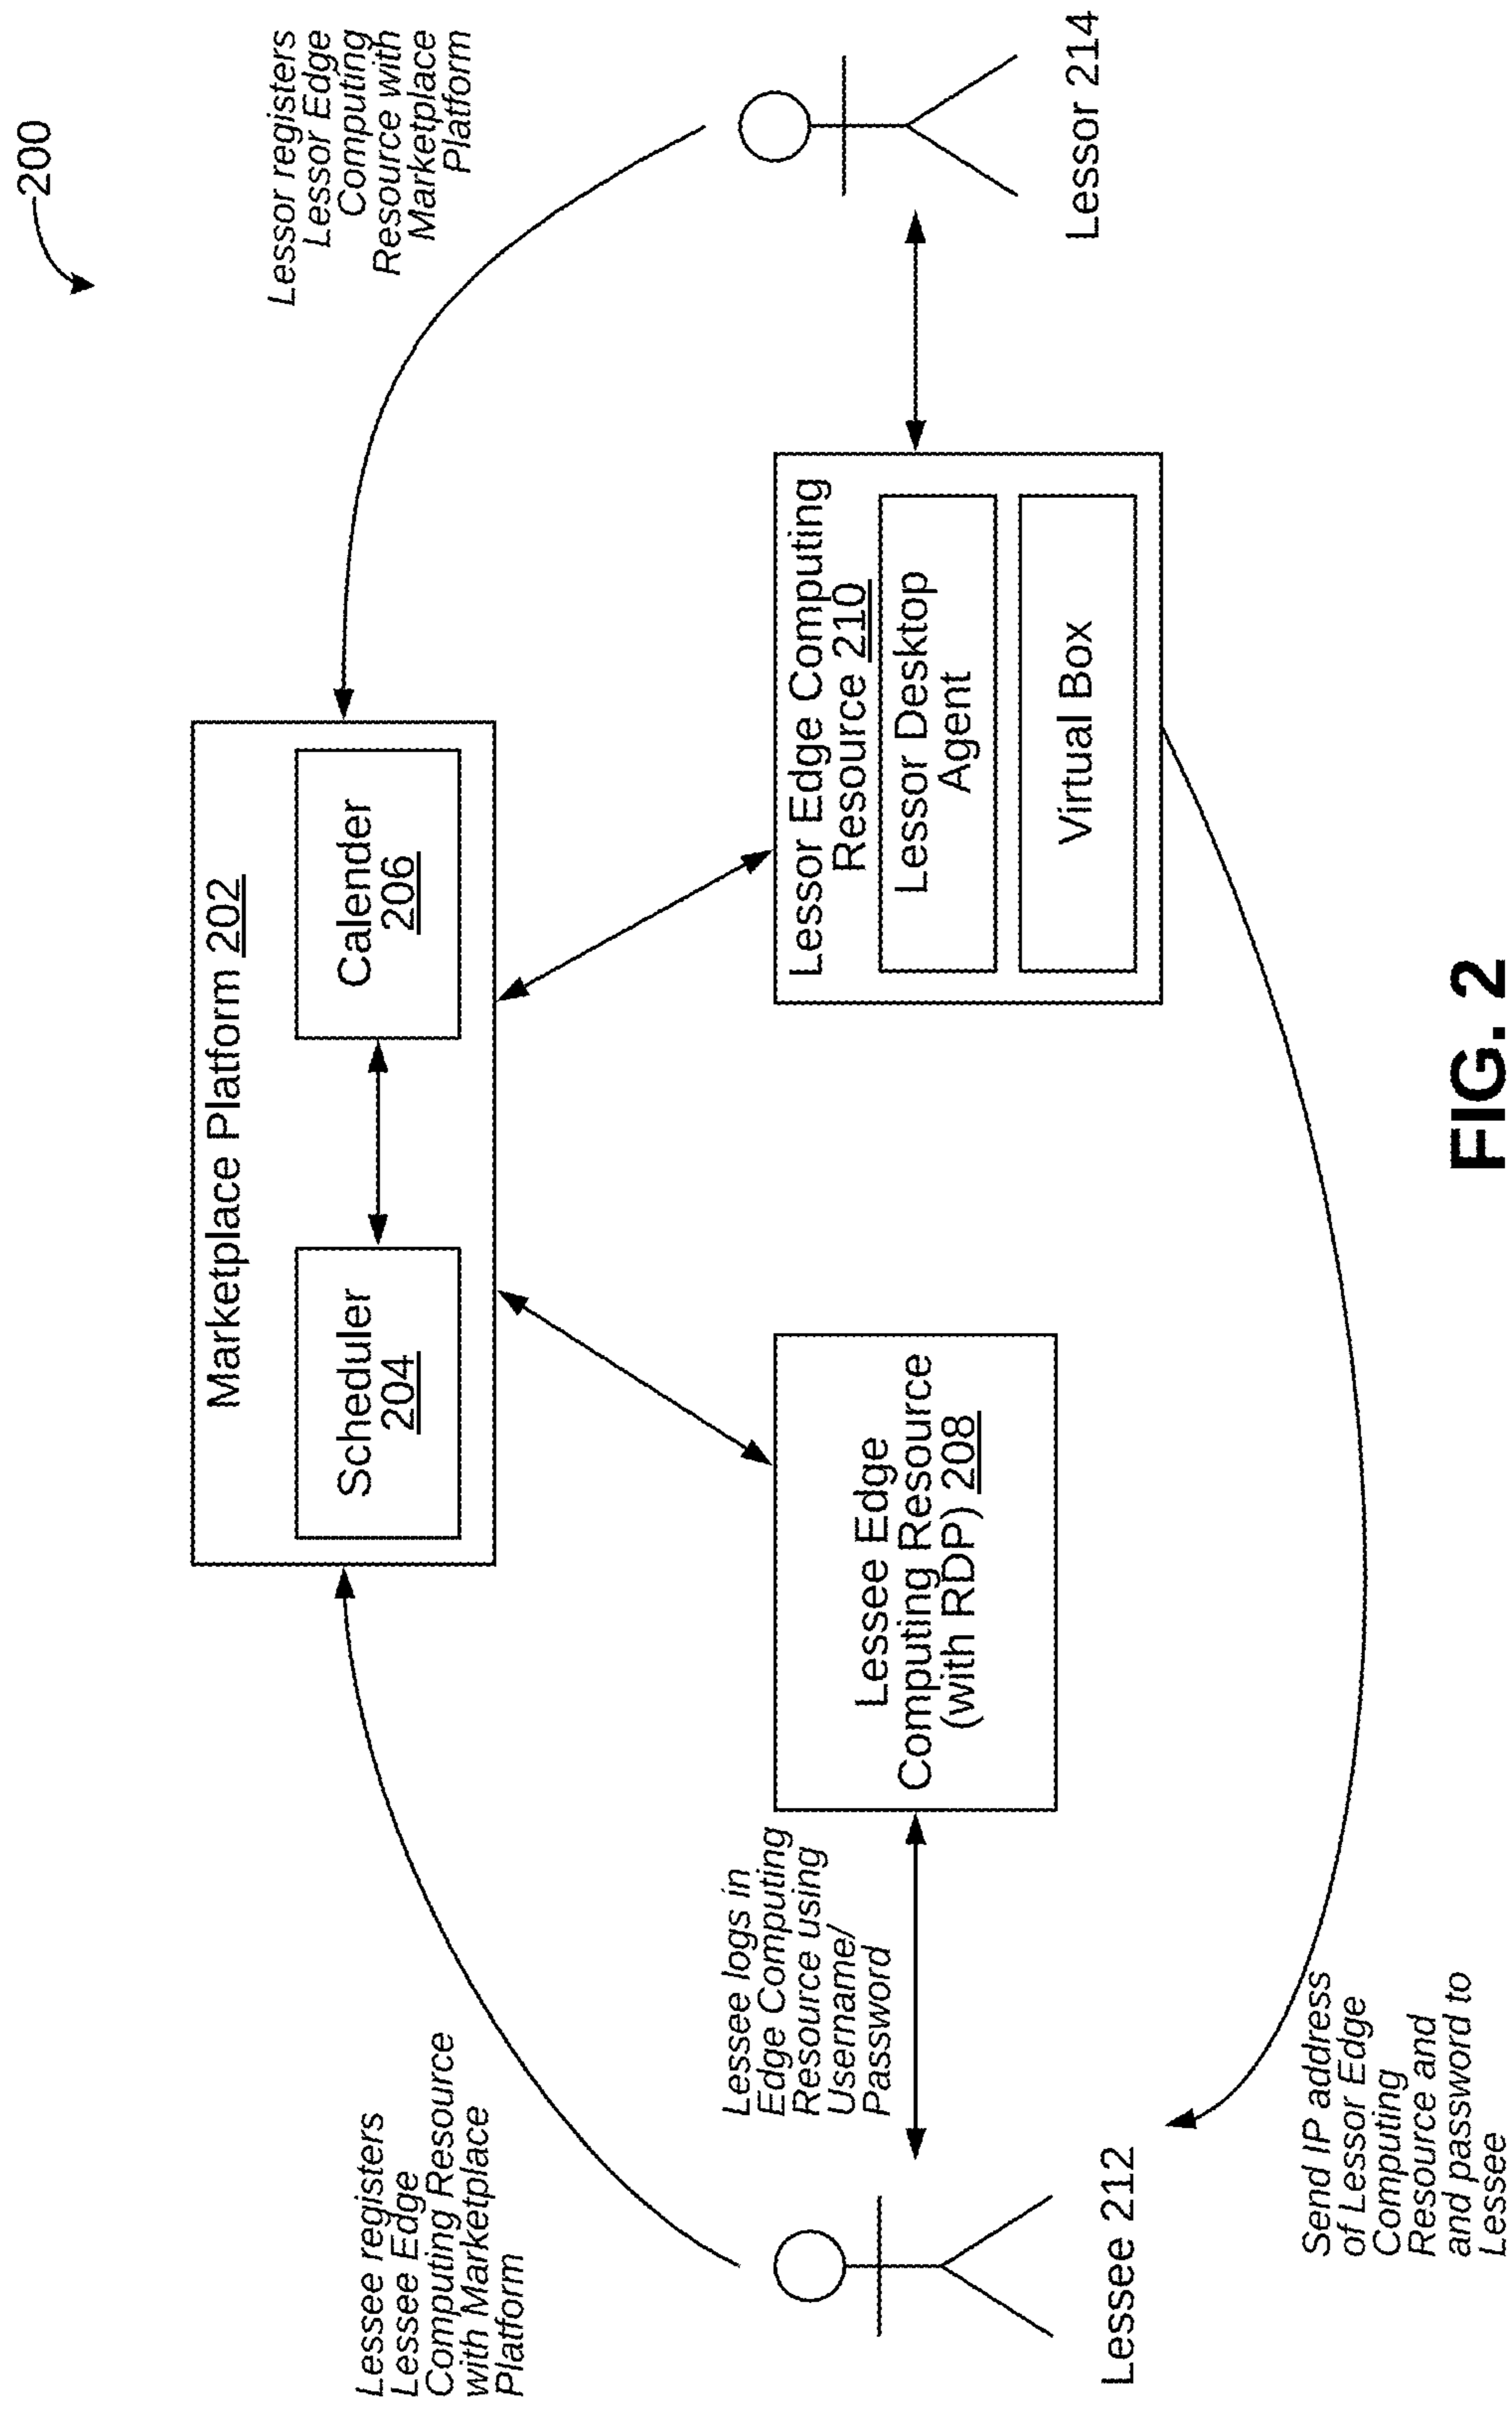 200
Lessor registers
Lessor Edge
Computing
Resource with
Marketplace
Platform
Marketplace Platform 202
Scheduler
204
Calender
206
Lessee registers
Lessee Edge
Computing Resource
with Marketplace
Platform
Lessee logs in
Edge Computing
Resource using
Username/
Password
Lessee Edge
Computing Resource
(with RDP) 208
Lessor Edge Computing
Resource 210
Lessor Desktop
Agent
Virtual Box
Lessee 212
Lessor 214
Send IP address
of Lessor Edge
Computing
Resource and
and password to
Lessee
FIG. 2